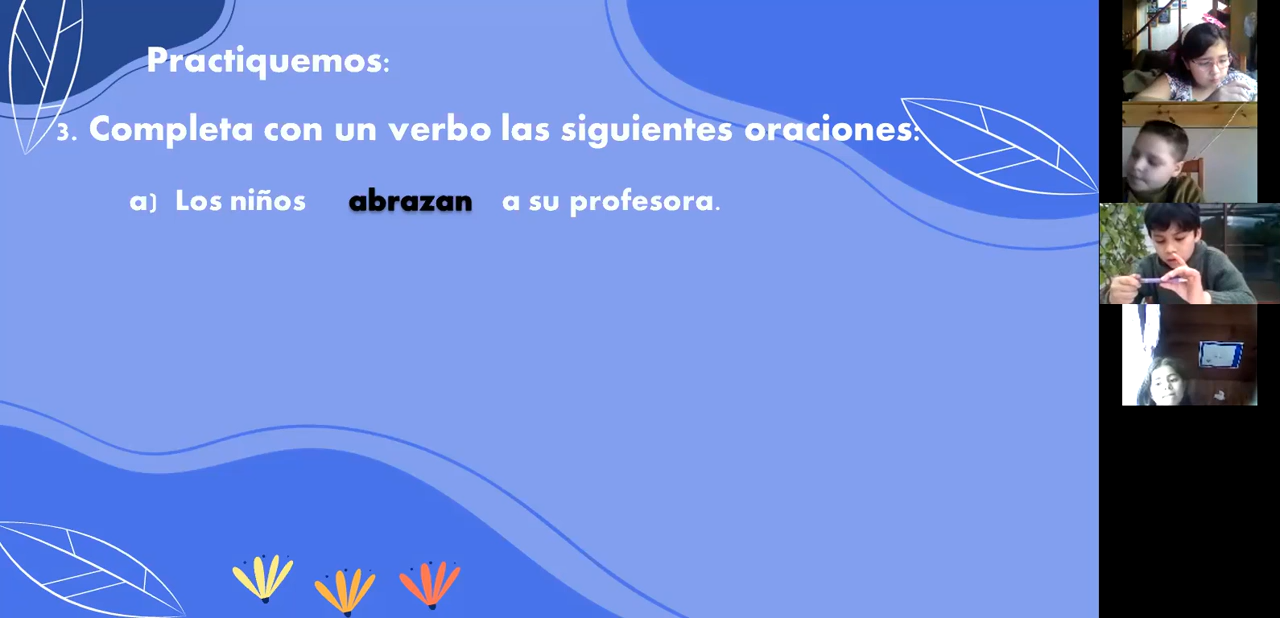 Practiquemos:
3. Completa con un verbo las siguientes oraciones:
a) Los niños abrazan a su profesora.